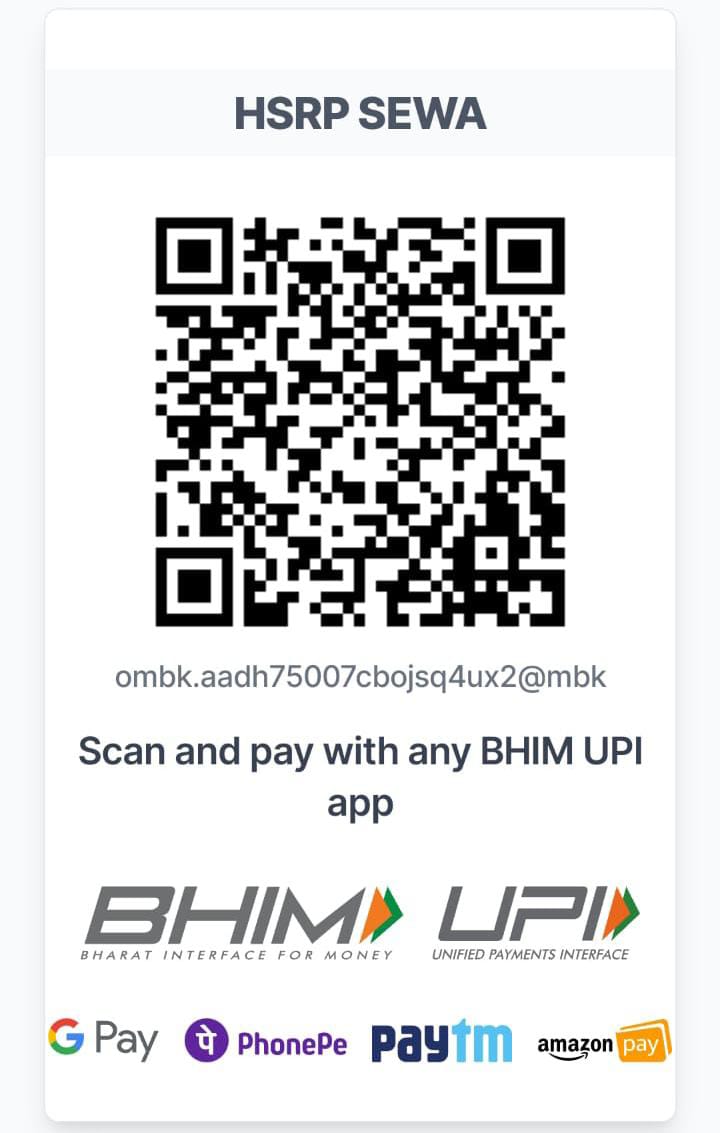 HSRP SEWA
ombk.aadh75007cbojsq4ux2@mbk
Scan and pay with any BHIM UPI
app
BHIM UPI
BHARAT INTERFACE FOR MONEY UNIFIED PAYMENTS INTERFACE
G Pay पे PhonePe paytm amazon pay